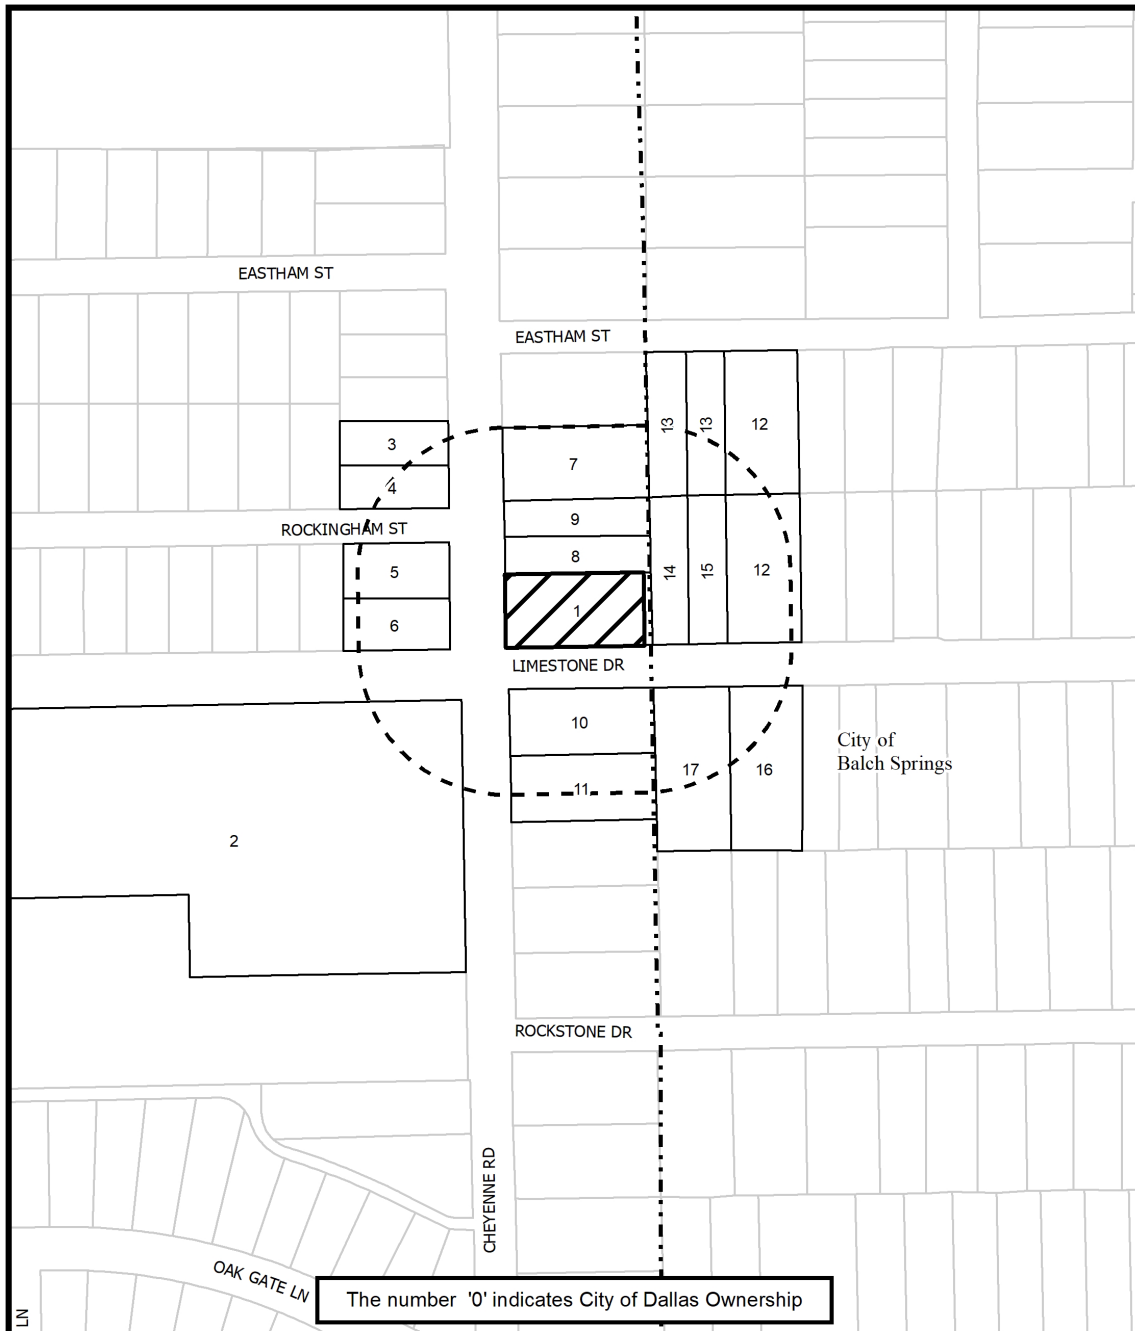 EASTHAM ST
EASTHAM ST
13
13
12
3
7
4
9
ROCKINGHAM ST
8
5
14
15
12
1
6
LIMESTONE DR
10
City of
Balch Springs
17
16
11
2
ROCKSTONE DR
CHEYENNE RD
OAK GATE LN
LN
The number '0' indicates City of Dallas Ownership